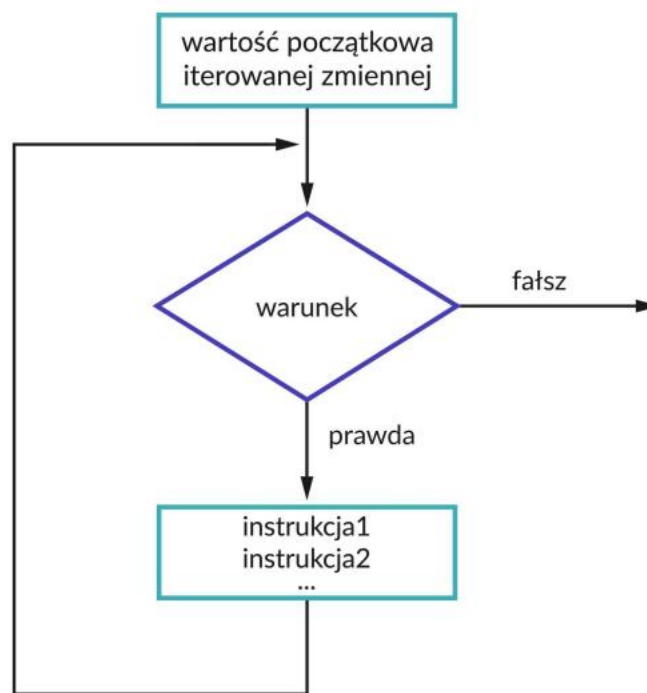 wartość początkowa
iterowanej zmiennej
warunek
fałsz
prawda
instrukcja1
instrukcja2
...